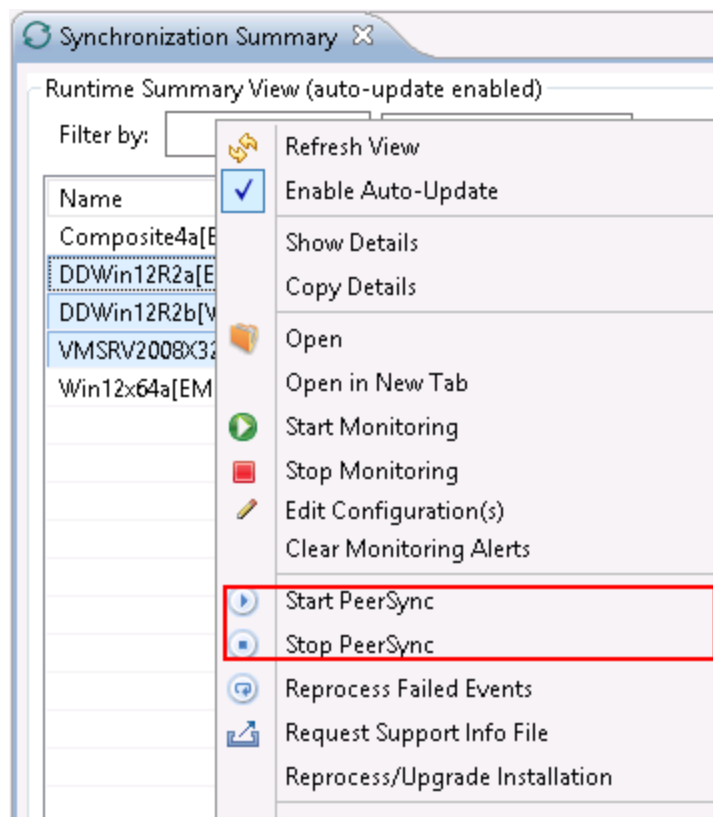 Synchronization Summary
Runtime Summary View (auto-update enabled)
Filter by:
Name
Composite4a[E
DDWin12R2a[E
DDWin12R2b[V
VMSRV2008X32
Win12x64a[EM
Refresh View
Enable Auto-Update
Show Details
Copy Details
Open
Open in New Tab
Start Monitoring
Stop Monitoring
Edit Configuration(s)
Clear Monitoring Alerts
Start PeerSync
Stop PeerSync
Reprocess Failed Events
Request Support Info File
Reprocess/Upgrade Installation